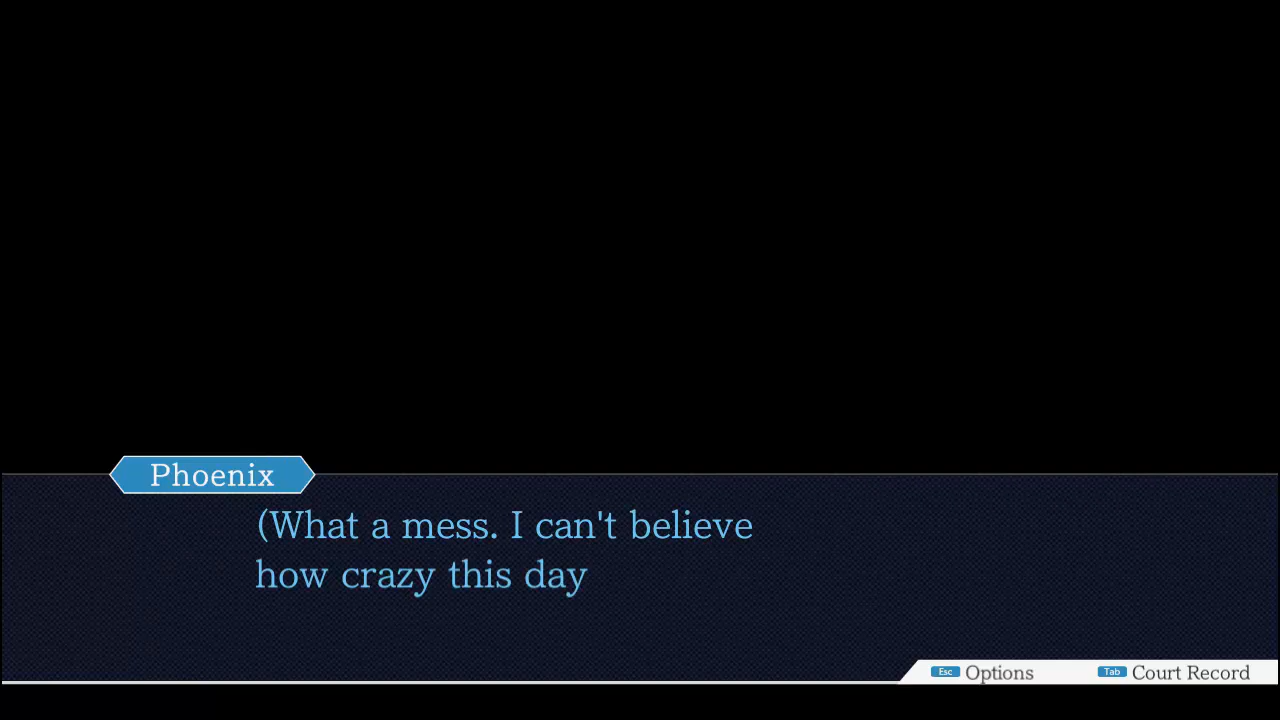 Phoenix
(What a mess. I can't believe
how crazy this day
Esc Options Tab Court Record